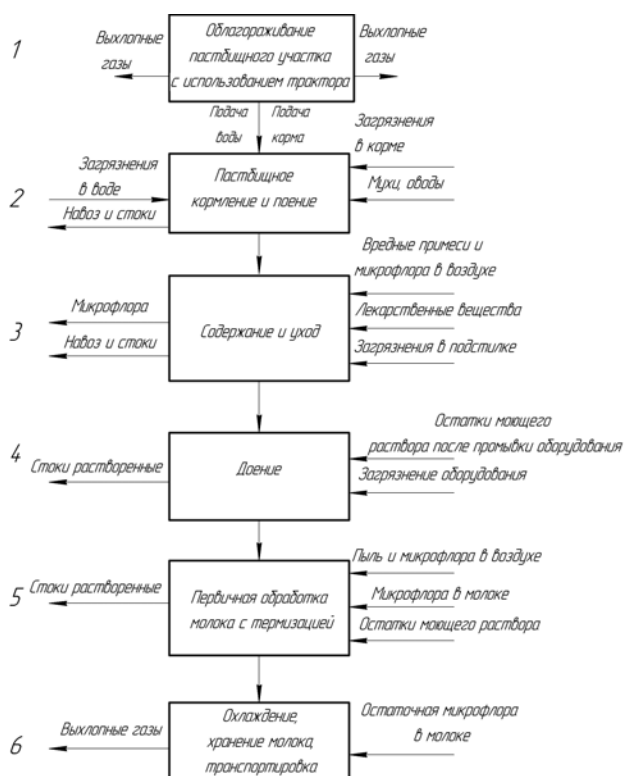 1
Выхлопные
газы
Облагораживание
пастбищного участка
с использованием трактора
Выхлопные
газы
Подача
воды
Подача
корма
2
Загрязнения
в воде
Навоз и стоки
Пастбищное
кормление и поение
Загрязнения
в корме
Мухи, оводы
3
Микрофлора
Навоз и стоки
Содержание и уход
Вредные примеси и
микрофлора в воздухе
Лекарственные вещества
Загрязнения в подстилке
4
Стоки растворенные
Доение
Остатки моющего
раствора после промывки оборудования
Загрязнение оборудования
5
Стоки растворенные
Первичная обработка
молока с термизацией
Пыль и микрофлора в воздухе
Микрофлора в молоке
Остатки моющего раствора
6
Выхлопные газы
Охлаждение,
хранение молока,
транспортировка
Остаточная микрофлора
в молоке